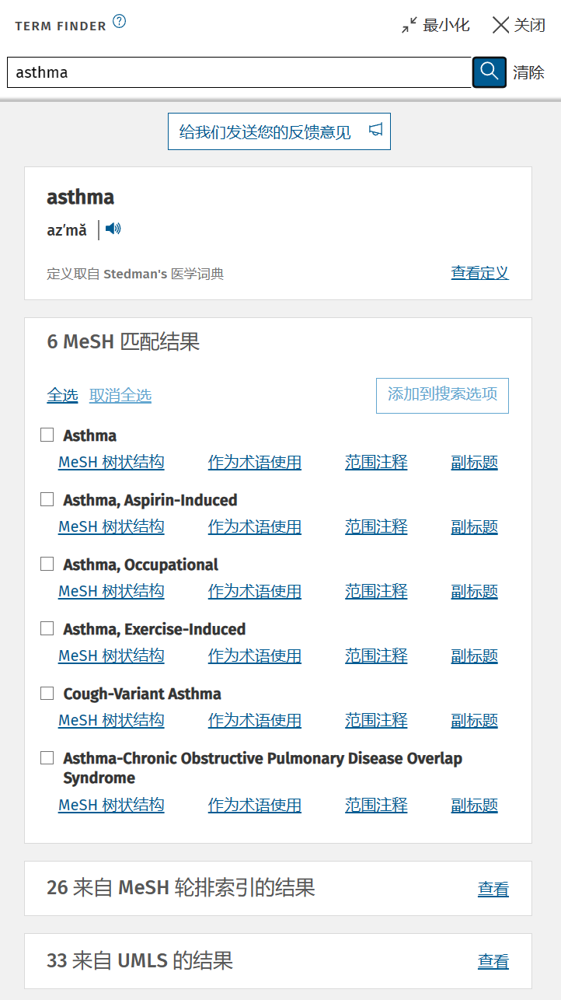 TERM FINDER ? 最小化 关闭
asthma 清除
给我们发送您的反馈意见
asthma
az′mă
定义取自 Stedman's 医学词典 查看定义
6 MeSH 匹配结果
全选 取消全选 添加到搜索选项
Asthma
MeSH 树状结构 作为术语使用 范围注释 副标题
Asthma, Aspirin-Induced
MeSH 树状结构 作为术语使用 范围注释 副标题
Asthma, Occupational
MeSH 树状结构 作为术语使用 范围注释 副标题
Asthma, Exercise-Induced
MeSH 树状结构 作为术语使用 范围注释 副标题
Cough-Variant Asthma
MeSH 树状结构 作为术语使用 范围注释 副标题
Asthma-Chronic Obstructive Pulmonary Disease Overlap
Syndrome
MeSH 树状结构 作为术语使用 范围注释 副标题
26 来自 MeSH 轮排索引的结果 查看
33 来自 UMLS 的结果 查看